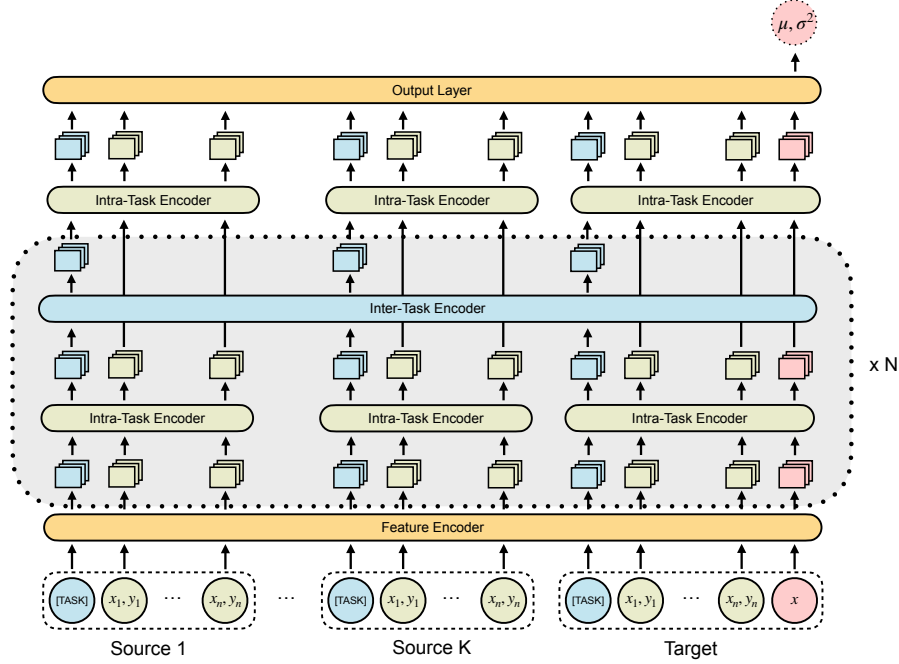 μ, σ²
Output Layer
Intra-Task Encoder Intra-Task Encoder Intra-Task Encoder
Inter-Task Encoder
x N
Intra-Task Encoder Intra-Task Encoder Intra-Task Encoder
Feature Encoder
[TASK] x₁, y₁ ... xₙ, yₙ ... [TASK] x₁, y₁ ... xₙ, yₙ [TASK] x₁, y₁ ... xₙ, yₙ x
Source 1 Source K Target